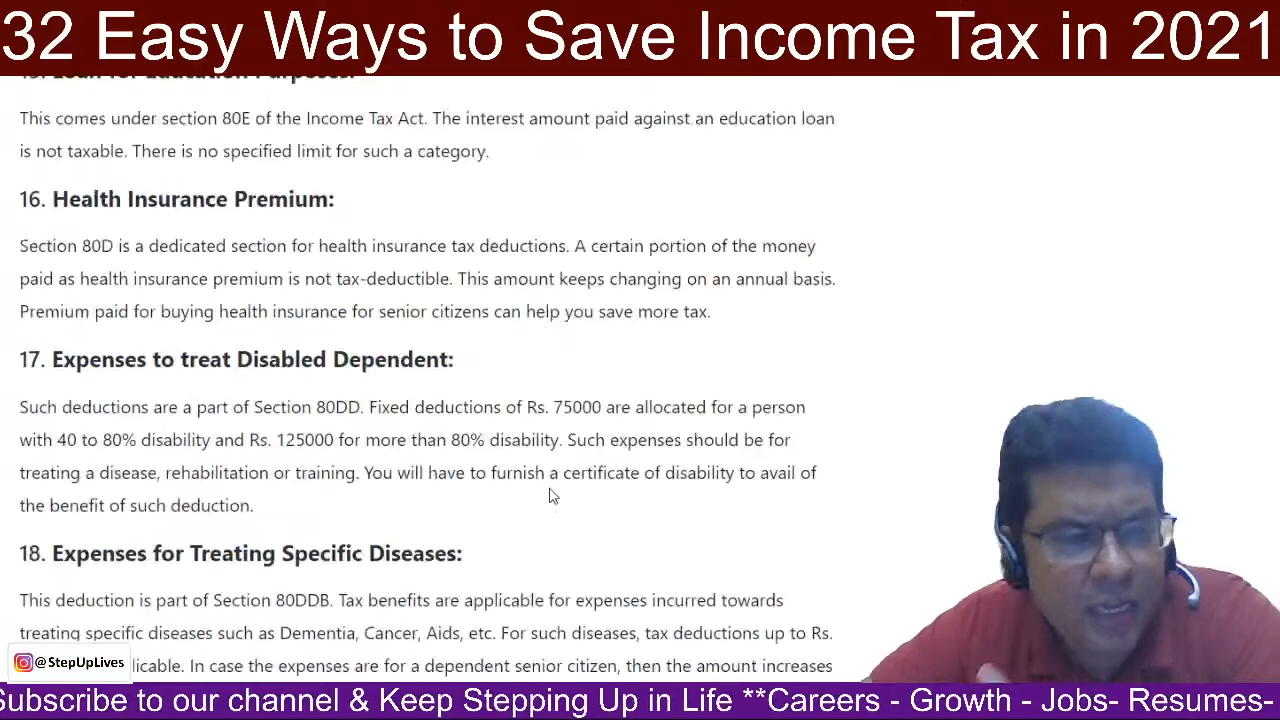 32 Easy Ways to Save Income Tax in 2021
15. Loan for Education Purposes:
This comes under section 80E of the Income Tax Act. The interest amount paid against an education loan
is not taxable. There is no specified limit for such a category.
16. Health Insurance Premium:
Section 80D is a dedicated section for health insurance tax deductions. A certain portion of the money
paid as health insurance premium is not tax-deductible. This amount keeps changing on an annual basis.
Premium paid for buying health insurance for senior citizens can help you save more tax.
17. Expenses to treat Disabled Dependent:
Such deductions are a part of Section 80DD. Fixed deductions of Rs. 75000 are allocated for a person
with 40 to 80% disability and Rs. 125000 for more than 80% disability. Such expenses should be for
treating a disease, rehabilitation or training. You will have to furnish a certificate of disability to avail of
the benefit of such deduction.
18. Expenses for Treating Specific Diseases:
This deduction is part of Section 80DDB. Tax benefits are applicable for expenses incurred towards
treating specific diseases such as Dementia, Cancer, Aids, etc. For such diseases, tax deductions up to Rs.
licable. In case the expenses are for a dependent senior citizen, then the amount increases
@StepUpLives
Subscribe to our channel & Keep Stepping Up in Life **Careers - Growth - Jobs- Resumes-